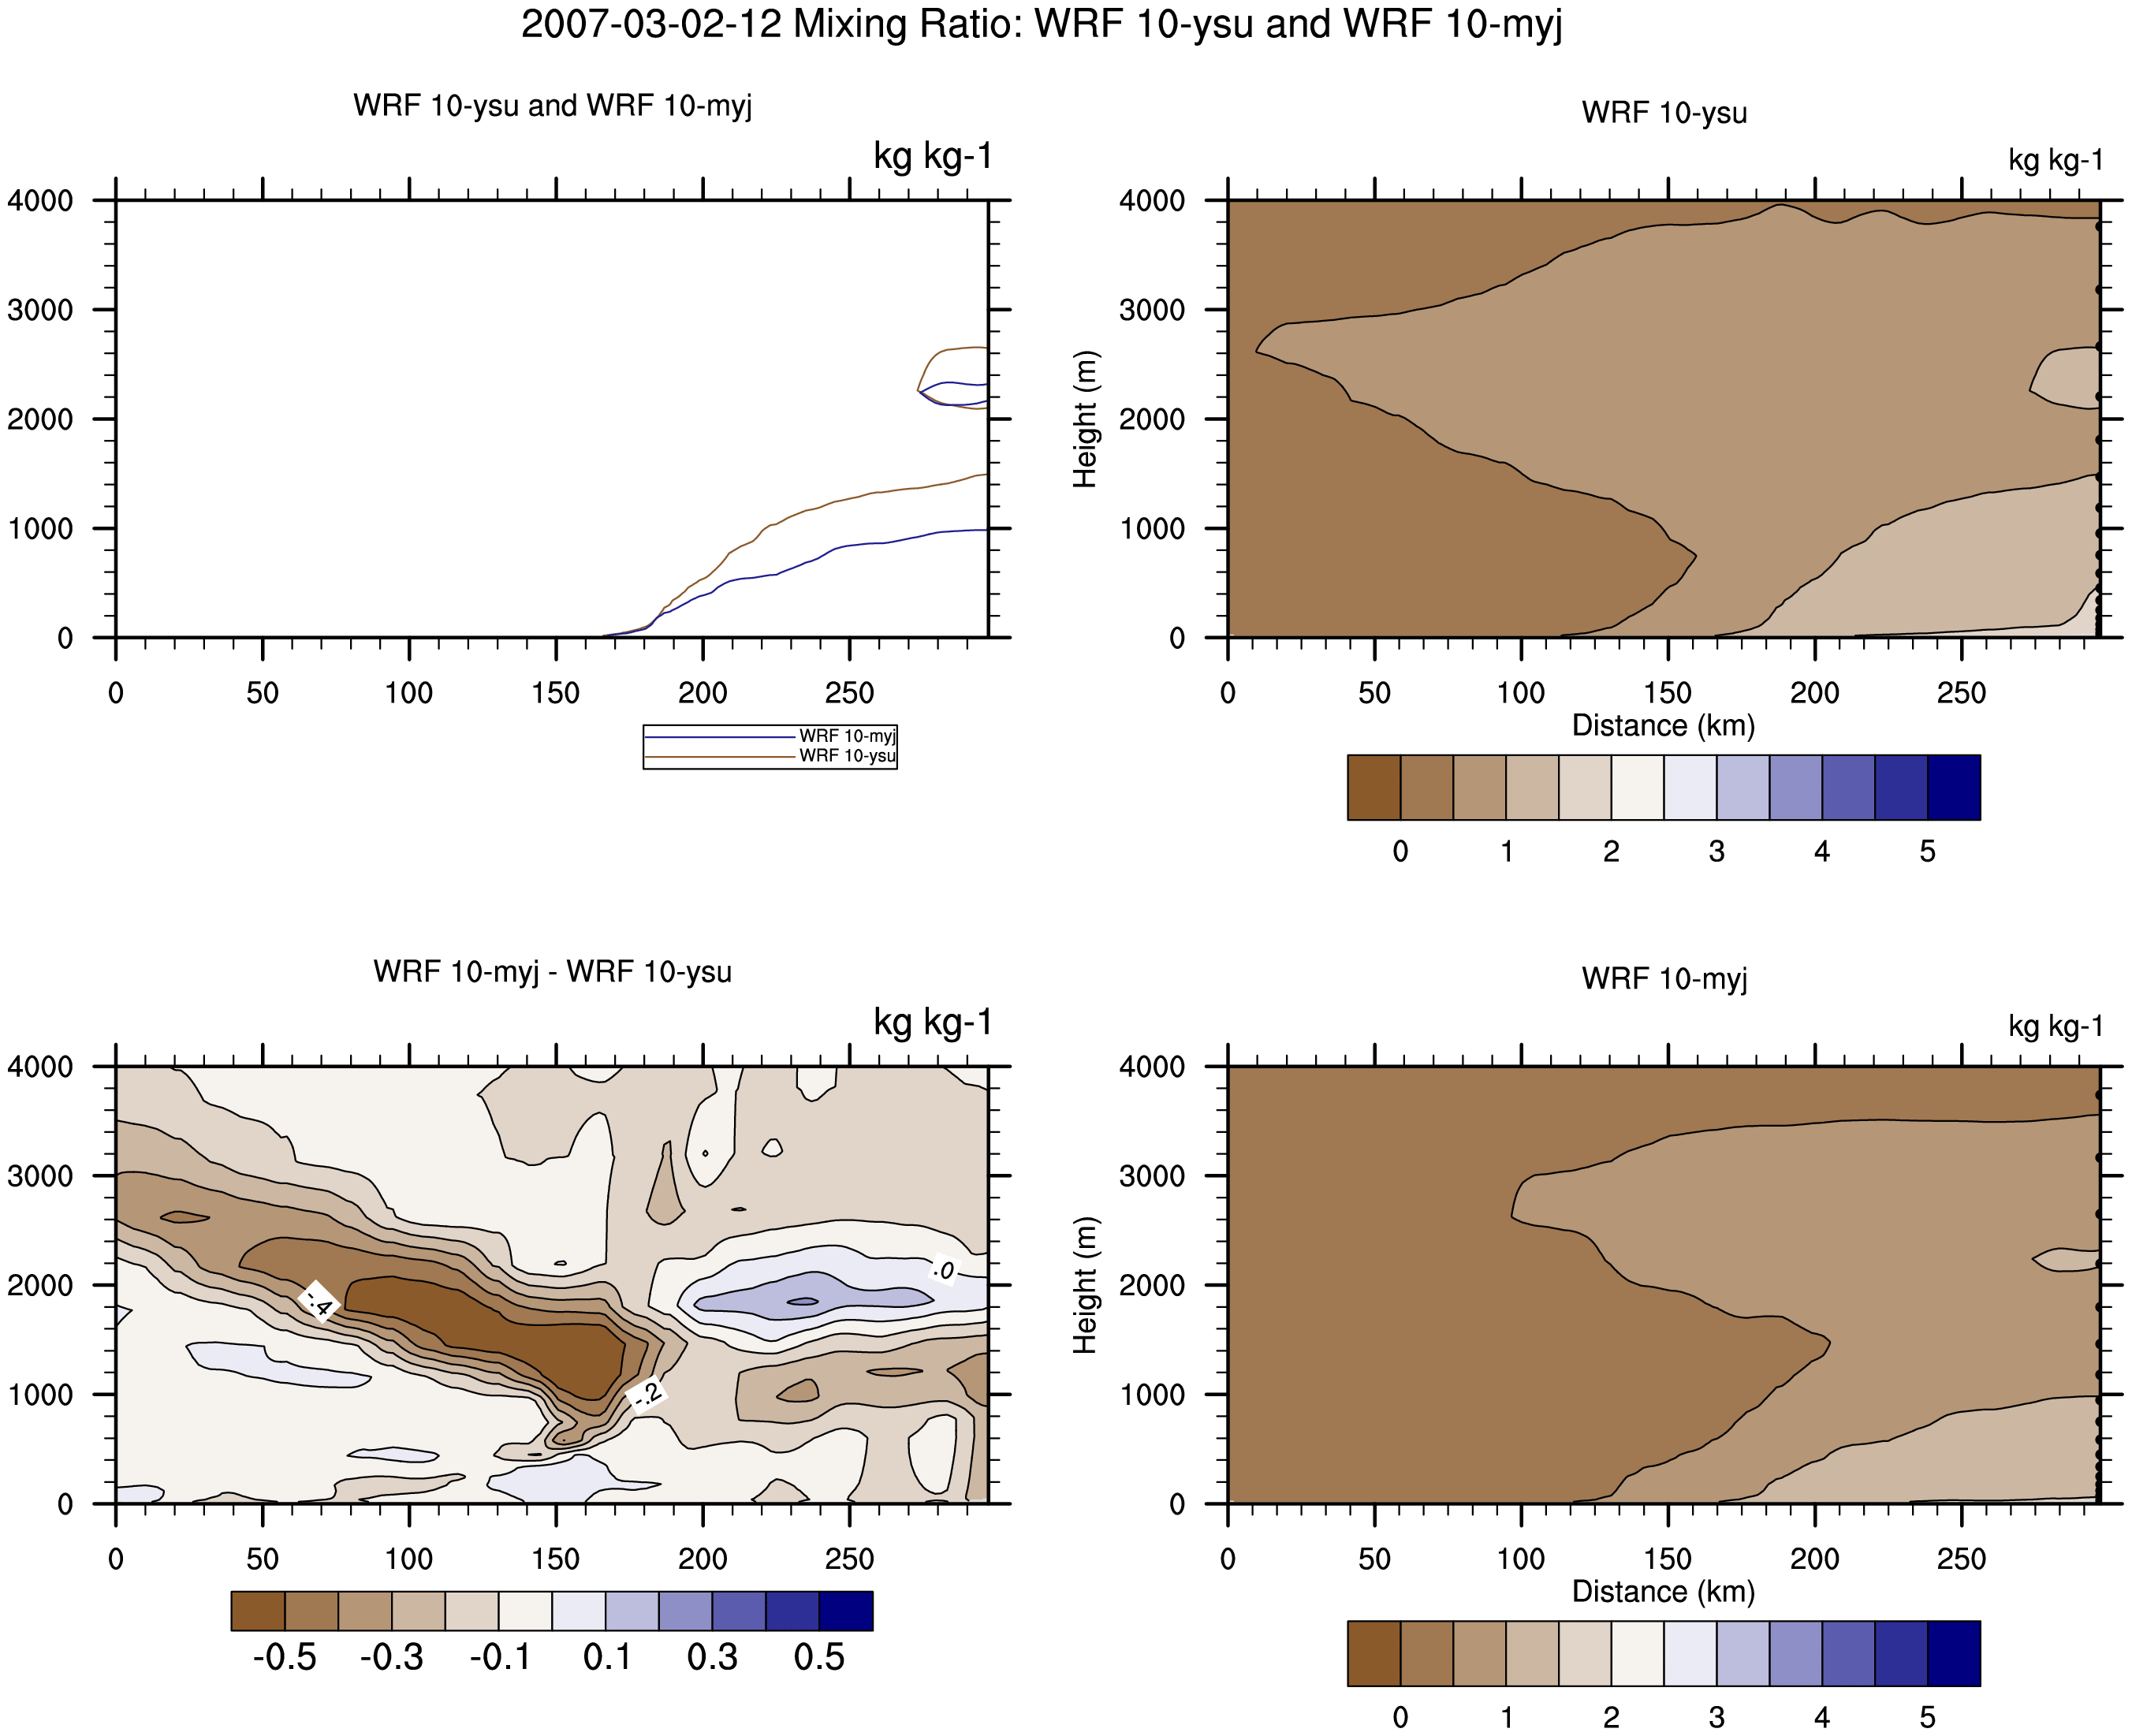 2007-03-02-12 Mixing Ratio: WRF 10-ysu and WRF 10-myj
WRF 10-ysu and WRF 10-myj
kg kg-1
4000
3000
2000
1000
0
0 50 100 150 200 250
WRF 10-myj
WRF 10-ysu
WRF 10-ysu
kg kg-1
Height (m)
4000
3000
2000
1000
0
0 50 100 150 200 250
Distance (km)
0 1 2 3 4 5
WRF 10-myj - WRF 10-ysu
kg kg-1
4000
3000
2000
1000
0
.0
-.4
-.2
0 50 100 150 200 250
-0.5 -0.3 -0.1 0.1 0.3 0.5
WRF 10-myj
kg kg-1
Height (m)
4000
3000
2000
1000
0
0 50 100 150 200 250
Distance (km)
0 1 2 3 4 5